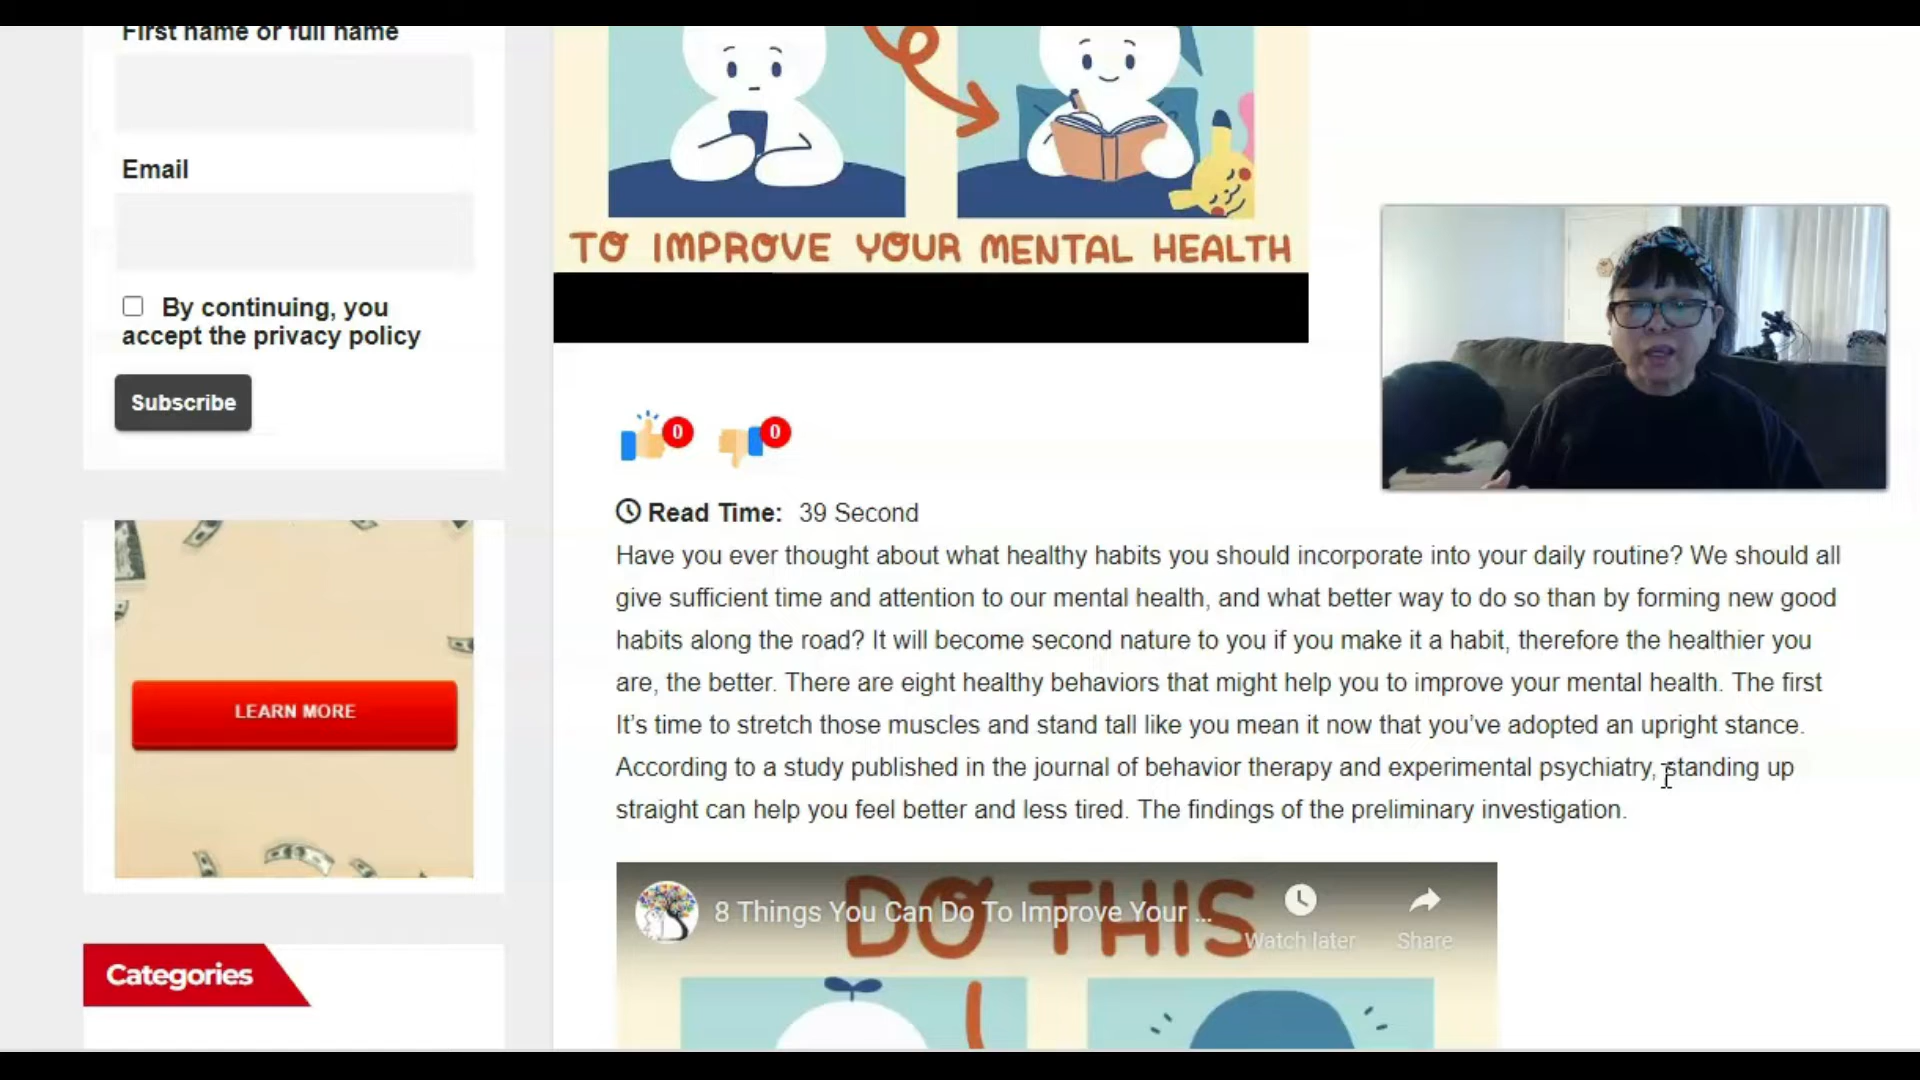 First name or full name
Email
By continuing, you
accept the privacy policy
Subscribe
LEARN MORE
Categories
TO IMPROVE YOUR MENTAL HEALTH
0
0
Read Time: 39 Second
Have you ever thought about what healthy habits you should incorporate into your daily routine? We should all
give sufficient time and attention to our mental health, and what better way to do so than by forming new good
habits along the road? It will become second nature to you if you make it a habit, therefore the healthier you
are, the better. There are eight healthy behaviors that might help you to improve your mental health. The first
It’s time to stretch those muscles and stand tall like you mean it now that you’ve adopted an upright stance.
According to a study published in the journal of behavior therapy and experimental psychiatry, standing up
straight can help you feel better and less tired. The findings of the preliminary investigation.
8 Things You Can Do To Improve Your ...
DO THIS
Watch later
Share